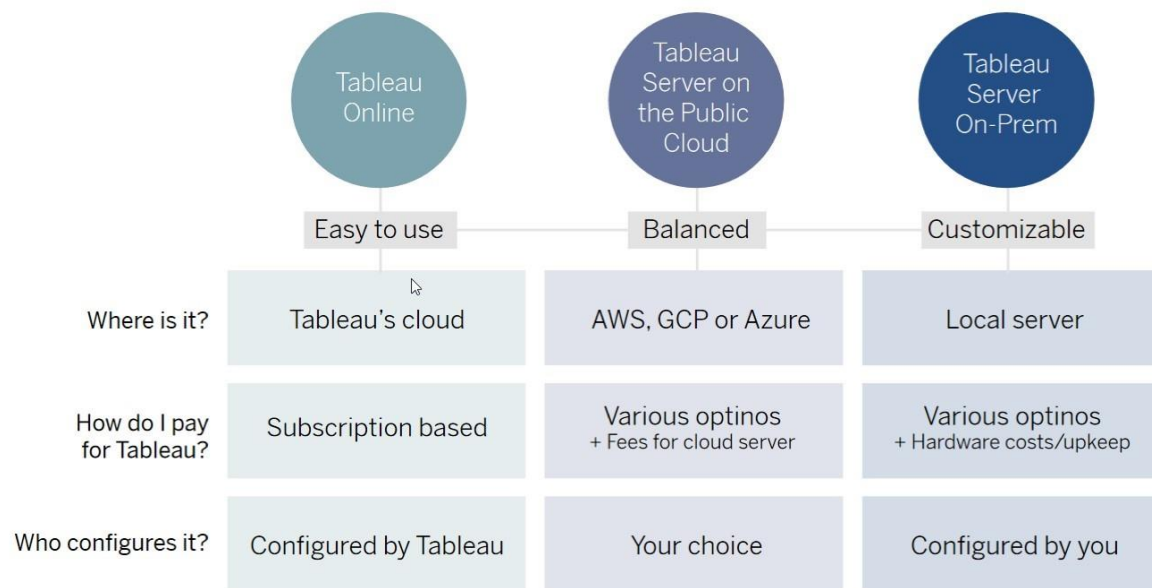 Tableau
Online
Tableau
Server on
the Public
Cloud
Tableau
Server
On-Prem
Easy to use
Balanced
Customizable
Where is it?
Tableau's cloud
AWS, GCP or Azure
Local server
How do I pay
for Tableau?
Subscription based
Various optinos
+ Fees for cloud server
Various optinos
+ Hardware costs/upkeep
Who configures it?
Configured by Tableau
Your choice
Configured by you